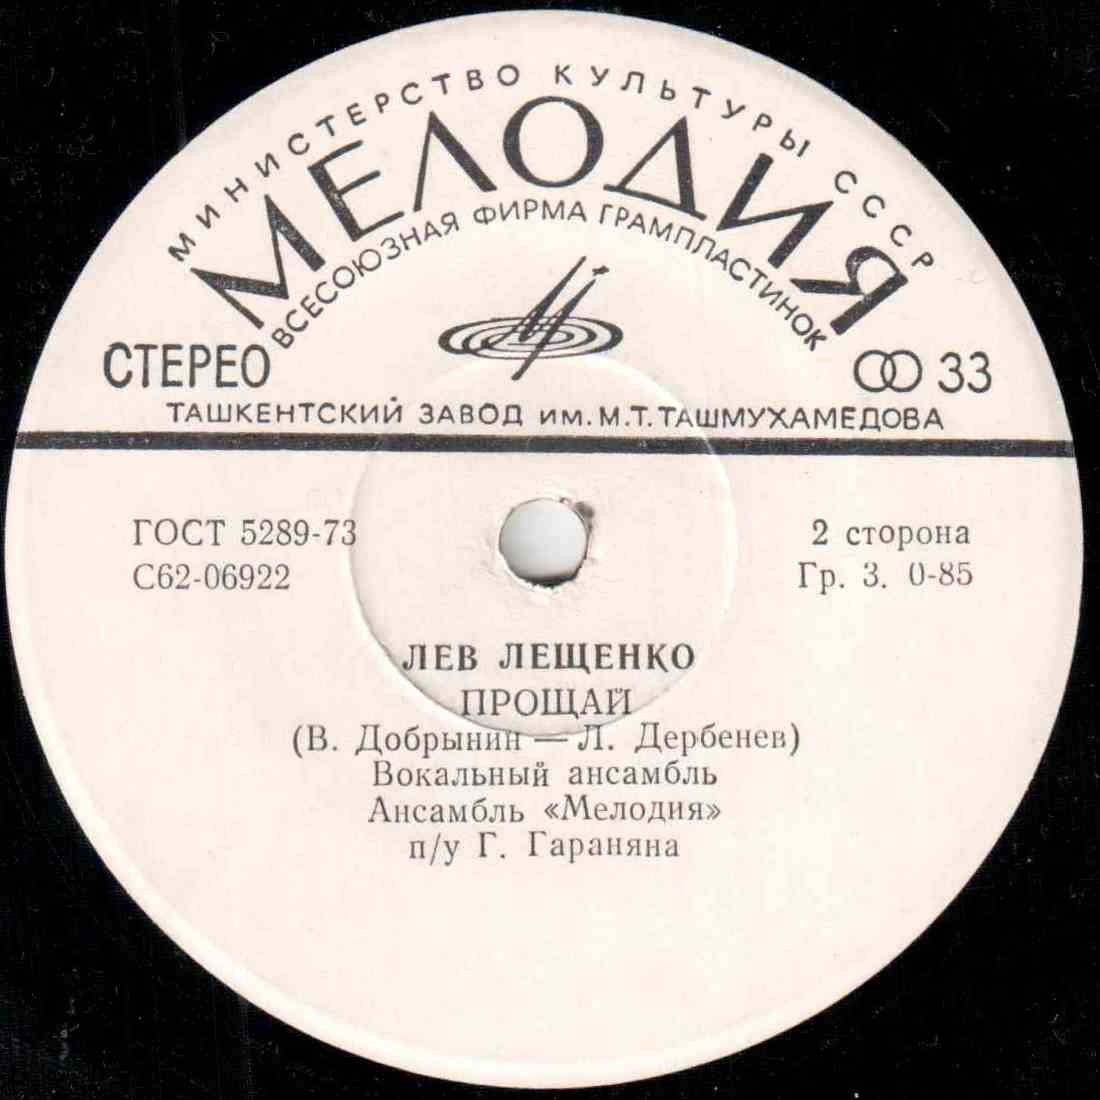 МИНИСТЕРСТВО КУЛЬТУРЫ СССР
МЕЛОДИЯ
ВСЕСОЮЗНАЯ ФИРМА ГРАМПЛАСТИНОК
СТЕРЕО
33
ТАШКЕНТСКИЙ ЗАВОД ИМ. М.Т. ТАШМУХАМЕДОВА
ГОСТ 5289-73
2 сторона
С62-06922
Гр. 3. 0-85
ЛЕВ ЛЕЩЕНКО
ПРОЩАЙ
(В. Добрынин — Л. Дербенев)
Вокальный ансамбль
Ансамбль «Мелодия»
п/у Г. Гараняна